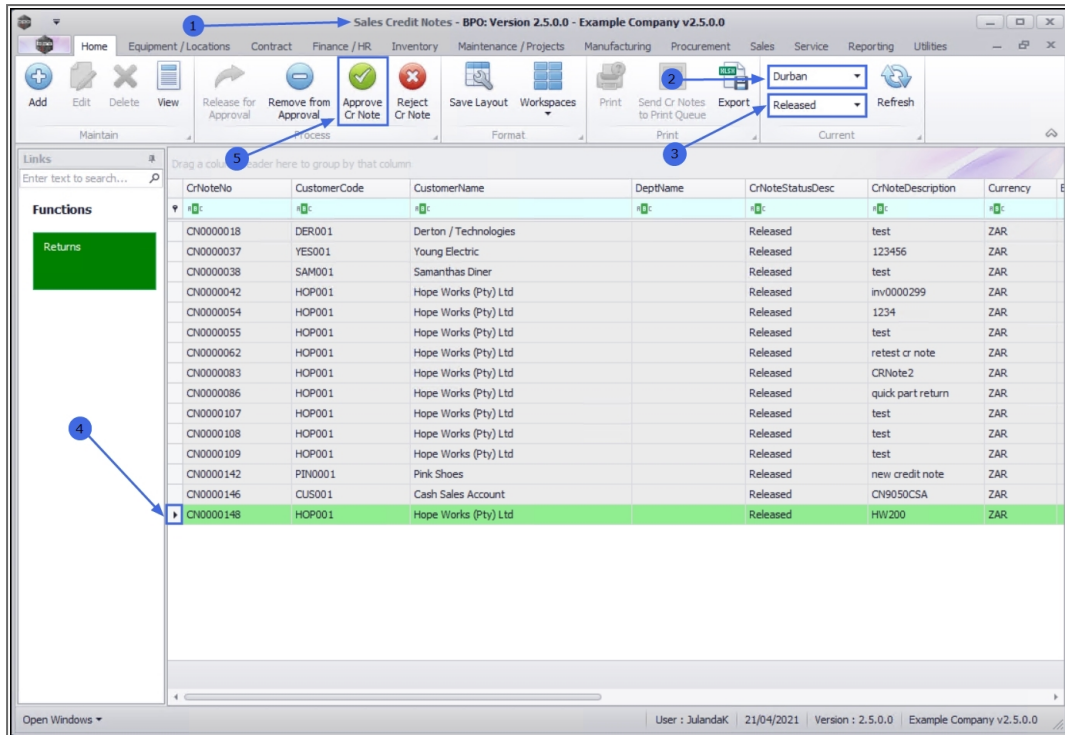 1
Sales Credit Notes - BPO: Version 2.5.0.0 - Example Company v2.5.0.0
Home Equipment / Locations Contract Finance / HR Inventory Maintenance / Projects Manufacturing Procurement Sales Service Reporting Utilities
Add Edit Delete View
Release for Approval
Remove from Approval
Approve Cr Note
Reject Cr Note
Save Layout Workspaces
Print
Send Cr Notes to Print Queue
Export
2
Durban
Released
Refresh
Maintain Process Format Print Current
5
3
Links
Enter text to search...
Functions
Returns
Drag a column header here to group by that column
CrNoteNo CustomerCode CustomerName DeptName CrNoteStatusDesc CrNoteDescription Currency
CN0000018 DER001 Derton / Technologies Released test ZAR
CN0000037 YES001 Young Electric Released 123456 ZAR
CN0000038 SAM001 Samanthas Diner Released test ZAR
CN0000042 HOP001 Hope Works (Pty) Ltd Released inv0000299 ZAR
CN0000054 HOP001 Hope Works (Pty) Ltd Released 1234 ZAR
CN0000055 HOP001 Hope Works (Pty) Ltd Released test ZAR
CN0000062 HOP001 Hope Works (Pty) Ltd Released retest cr note ZAR
CN0000083 HOP001 Hope Works (Pty) Ltd Released CRNote2 ZAR
CN0000086 HOP001 Hope Works (Pty) Ltd Released quick part return ZAR
CN0000107 HOP001 Hope Works (Pty) Ltd Released test ZAR
CN0000108 HOP001 Hope Works (Pty) Ltd Released test ZAR
CN0000109 HOP001 Hope Works (Pty) Ltd Released test ZAR
CN0000142 PIN0001 Pink Shoes Released new credit note ZAR
CN0000146 CUS001 Cash Sales Account Released CN9050CSA ZAR
CN0000148 HOP001 Hope Works (Pty) Ltd Released HW200 ZAR
4
Open Windows
User : JulandaK 21/04/2021 Version : 2.5.0.0 Example Company v2.5.0.0